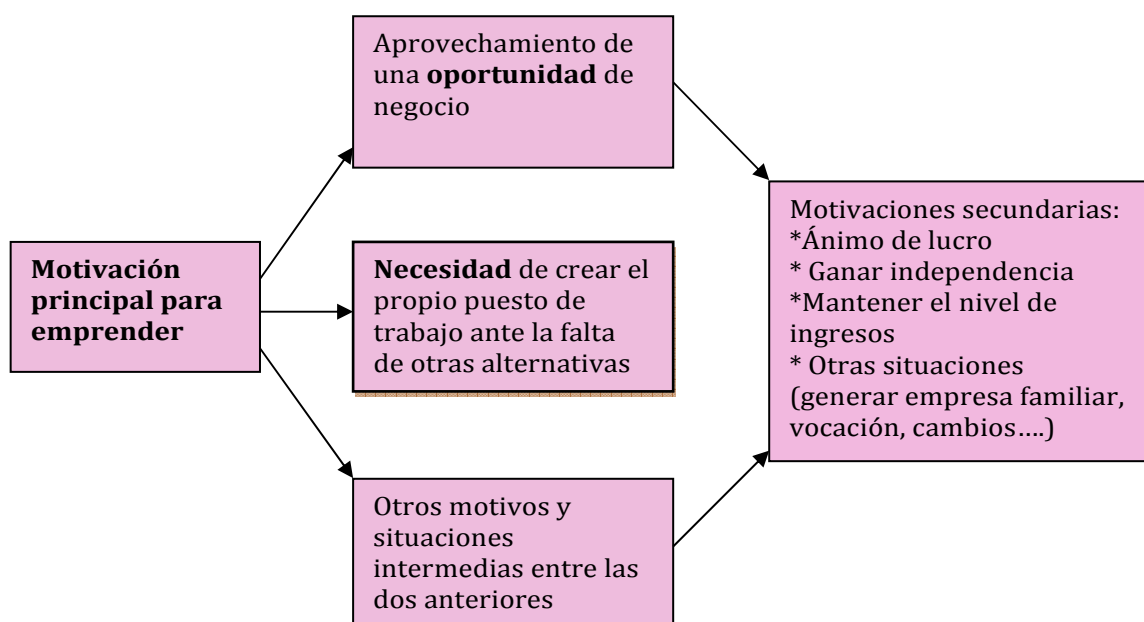 Aprovechamiento de
una oportunidad de
negocio
Motivación
principal para
emprender
Necesidad de crear el
propio puesto de
trabajo ante la falta
de otras alternativas
Otros motivos y
situaciones
intermedias entre las
dos anteriores
Motivaciones secundarias:
*Ánimo de lucro
* Ganar independencia
*Mantener el nivel de
ingresos
* Otras situaciones
(generar empresa familiar,
vocación, cambios….)